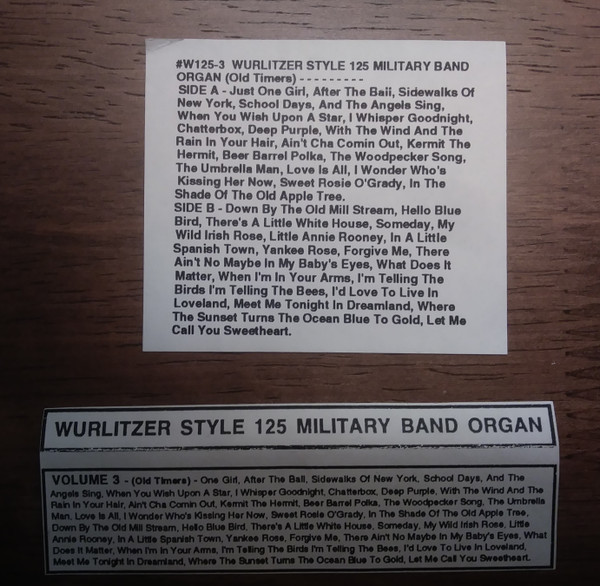 #W125-3 WURLITZER STYLE 125 MILITARY BAND
ORGAN (Old Timers) - - - - - - - - -
SIDE A - Just One Girl, After The Ball, Sidewalks Of
New York, School Days, And The Angels Sing,
When You Wish Upon A Star, I Whisper Goodnight,
Chatterbox, Deep Purple, With The Wind And The
Rain In Your Hair, Ain't Cha Comin Out, Kermit The
Hermit, Beer Barrel Polka, The Woodpecker Song,
The Umbrella Man, Love Is All, I Wonder Who's
Kissing Her Now, Sweet Rosie O'Grady, In The
Shade Of The Old Apple Tree.
SIDE B - Down By The Old Mill Stream, Hello Blue
Bird, There's A Little White House, Someday, My
Wild Irish Rose, Little Annie Rooney, In A Little
Spanish Town, Yankee Rose, Forgive Me, There
Ain't No Maybe In My Baby's Eyes, What Does It
Matter, When I'm In Your Arms, I'm Telling The
Birds I'm Telling The Bees, I'd Love To Live In
Loveland, Meet Me Tonight In Dreamland, Where
The Sunset Turns The Ocean Blue To Gold, Let Me
Call You Sweetheart.
WURLITZER STYLE 125 MILITARY BAND ORGAN
VOLUME 3 - (Old Timers) - One Girl, After The Ball, Sidewalks Of New York, School Days, And The
Angels Sing, When You Wish Upon A Star, I Whisper Goodnight, Chatterbox, Deep Purple, With The Wind And The
Rain In Your Hair, Ain't Cha Comin Out, Kermit The Hermit, Beer Barrel Polka, The Woodpecker Song, The Umbrella
Man, Love Is All, I Wonder Who's Kissing Her Now, Sweet Rosie O'Grady, In The Shade Of The Old Apple Tree,
Down By The Old Mill Stream, Hello Blue Bird, There's A Little White House, Someday, My Wild Irish Rose, Little
Annie Rooney, In A Little Spanish Town, Yankee Rose, Forgive Me, There Ain't No Maybe In My Baby's Eyes, What
Does It Matter, When I'm In Your Arms, I'm Telling The Birds I'm Telling The Bees, I'd Love To Live In Loveland,
Meet Me Tonight In Dreamland, Where The Sunset Turns The Ocean Blue To Gold, Let Me Call You Sweetheart.